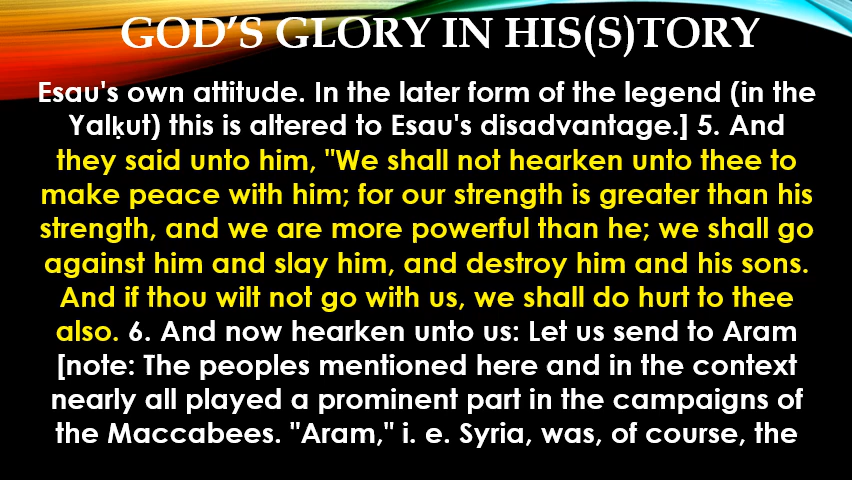 GOD’S GLORY IN HIS(S)TORY
Esau's own attitude. In the later form of the legend (in the
Yalḳut) this is altered to Esau's disadvantage.] 5. And
they said unto him, "We shall not hearken unto thee to
make peace with him; for our strength is greater than his
strength, and we are more powerful than he; we shall go
against him and slay him, and destroy him and his sons.
And if thou wilt not go with us, we shall do hurt to thee
also. 6. And now hearken unto us: Let us send to Aram
[note: The peoples mentioned here and in the context
nearly all played a prominent part in the campaigns of
the Maccabees. "Aram," i. e. Syria, was, of course, the